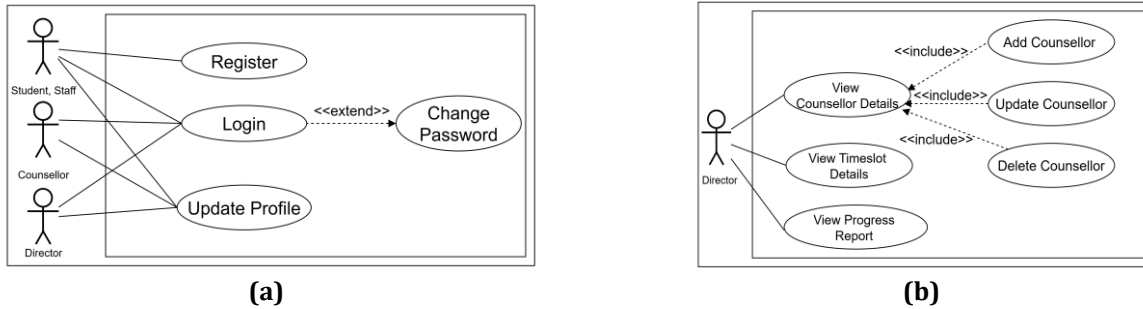 Student, Staff
Counsellor
Director
Register
Login
<<extend>>
Change
Password
Update Profile
(a)
Director
View
Counsellor Details
View Timeslot
Details
View Progress
Report
<<include>>
<<include>>
<<include>>
Add Counsellor
Update Counsellor
Delete Counsellor
(b)